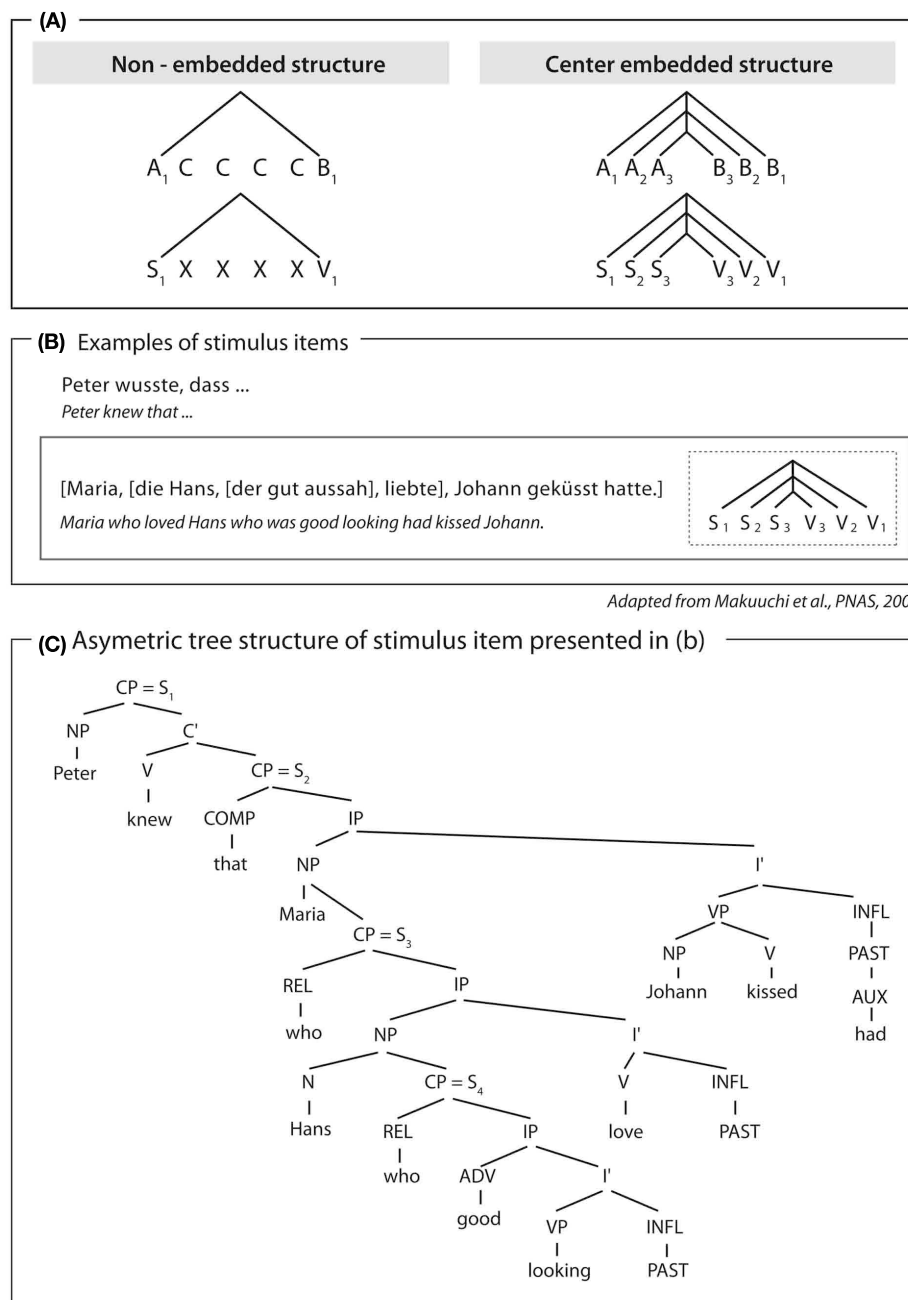 (A)
Non - embedded structure Center embedded structure
A1 C C C C B1 A1 A2 A3 B3 B2 B1
S1 X X X X V1 S1 S2 S3 V3 V2 V1
(B) Examples of stimulus items
Peter wusste, dass ...
Peter knew that ...
[Maria, [die Hans, [der gut aussah], liebte], Johann geküsst hatte.]
Maria who loved Hans who was good looking had kissed Johann.
S1 S2 S3 V3 V2 V1
Adapted from Makuuchi et al., PNAS, 200
(C) Asymetric tree structure of stimulus item presented in (b)
CP = S1
NP C'
Peter V CP = S2
knew COMP IP
that NP I'
Maria VP INFL
CP = S3 NP V PAST
REL IP Johann kissed AUX
who NP I' had
N CP = S4 V INFL
Hans REL IP love PAST
who ADV I'
good VP INFL
looking PAST